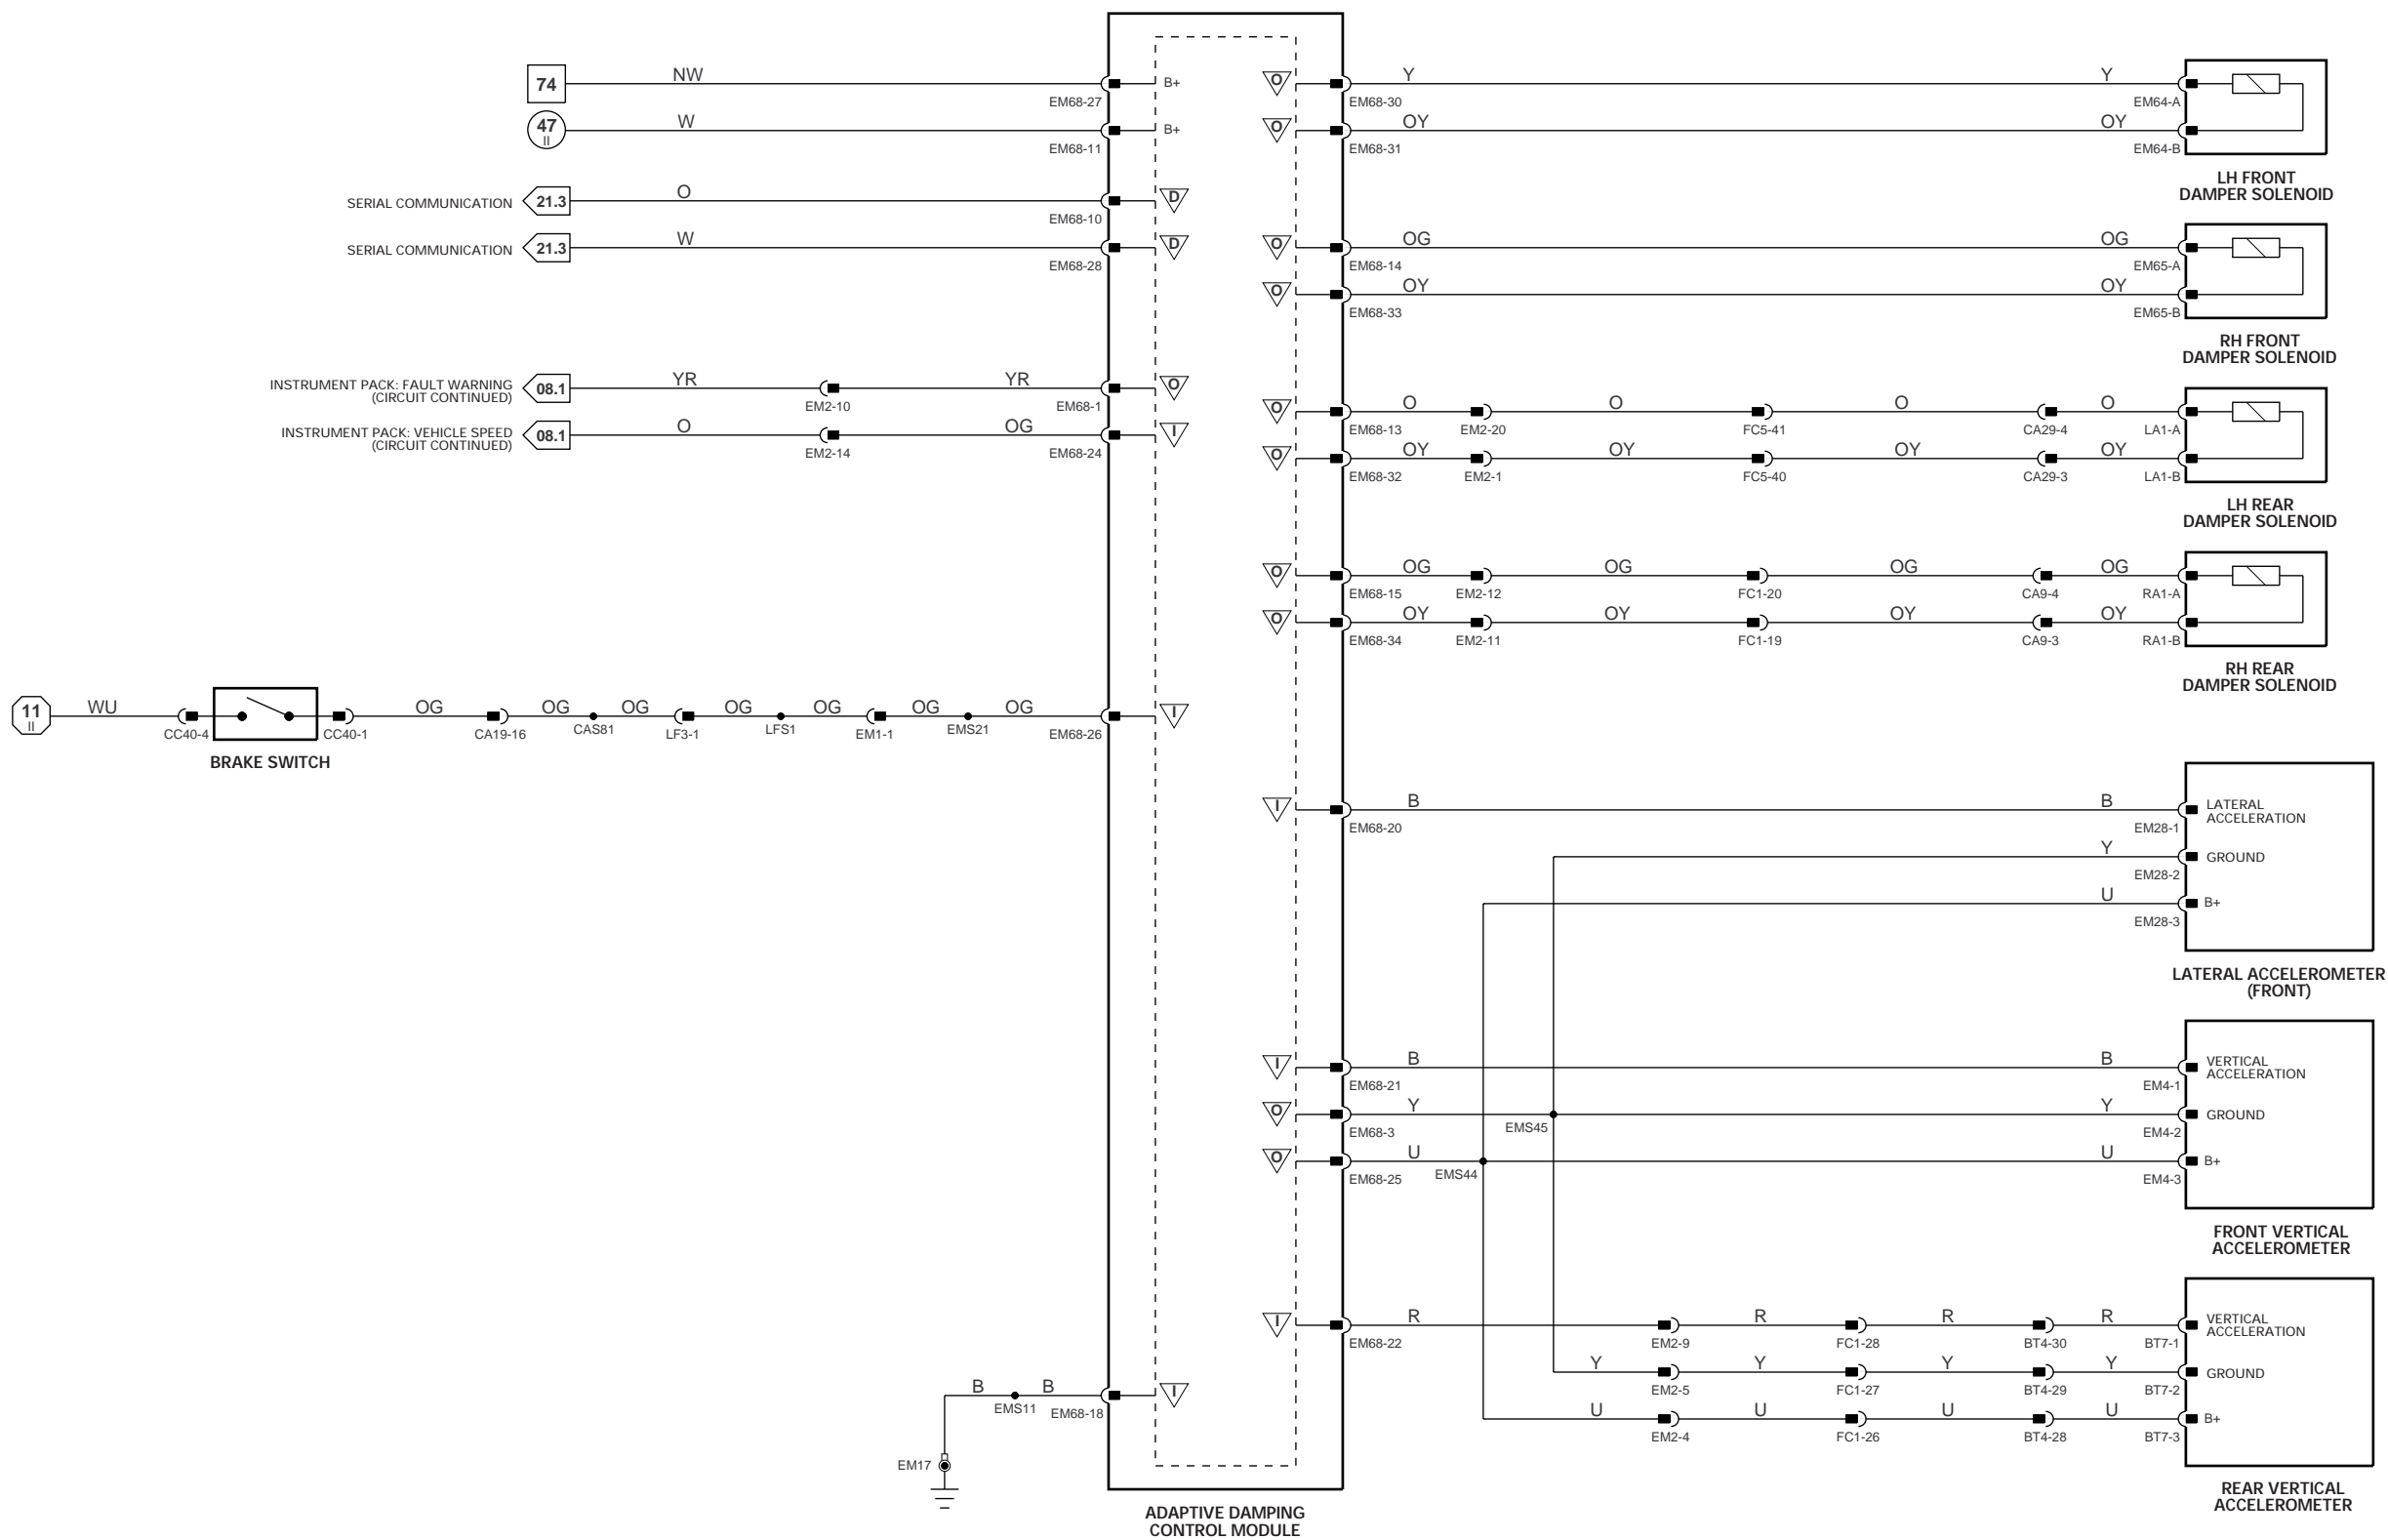 74
NW
EM68-27
B+
47
II
W
EM68-11
B+
SERIAL COMMUNICATION
21.3
O
EM68-10
D
SERIAL COMMUNICATION
21.3
W
EM68-28
D
INSTRUMENT PACK: FAULT WARNING
(CIRCUIT CONTINUED)
08.1
YR
EM2-10
YR
EM68-1
O
INSTRUMENT PACK: VEHICLE SPEED
(CIRCUIT CONTINUED)
08.1
O
EM2-14
OG
EM68-24
I
11
II
WU
CC40-4
BRAKE SWITCH
CC40-1
OG
CA19-16
OG
CAS81
OG
LF3-1
OG
LFS1
OG
EM1-1
OG
EMS21
OG
EM68-26
I
B
EMS11
B
EM68-18
I
EM17
ADAPTIVE DAMPING
CONTROL MODULE
O
EM68-30
Y
Y
EM64-A
O
EM68-31
OY
OY
EM64-B
LH FRONT
DAMPER SOLENOID
O
EM68-14
OG
OG
EM65-A
O
EM68-33
OY
OY
EM65-B
RH FRONT
DAMPER SOLENOID
O
EM68-13
O
EM2-20
O
FC5-41
O
CA29-4
O
LA1-A
O
EM68-32
OY
EM2-1
OY
FC5-40
OY
CA29-3
OY
LA1-B
LH REAR
DAMPER SOLENOID
O
EM68-15
OG
EM2-12
OG
FC1-20
OG
CA9-4
OG
RA1-A
O
EM68-34
OY
EM2-11
OY
FC1-19
OY
CA9-3
OY
RA1-B
RH REAR
DAMPER SOLENOID
I
EM68-20
B
B
EM28-1
LATERAL
ACCELERATION
Y
EM28-2
GROUND
U
EM28-3
B+
LATERAL ACCELEROMETER
(FRONT)
I
EM68-21
B
B
EM4-1
VERTICAL
ACCELERATION
O
EM68-3
Y
EMS45
Y
EM4-2
GROUND
O
EM68-25
U
EMS44
U
EM4-3
B+
FRONT VERTICAL
ACCELEROMETER
I
EM68-22
R
EM2-9
R
FC1-28
R
BT4-30
R
BT7-1
VERTICAL
ACCELERATION
Y
EM2-5
Y
FC1-27
Y
BT4-29
Y
BT7-2
GROUND
U
EM2-4
U
FC1-26
U
BT4-28
U
BT7-3
B+
REAR VERTICAL
ACCELEROMETER